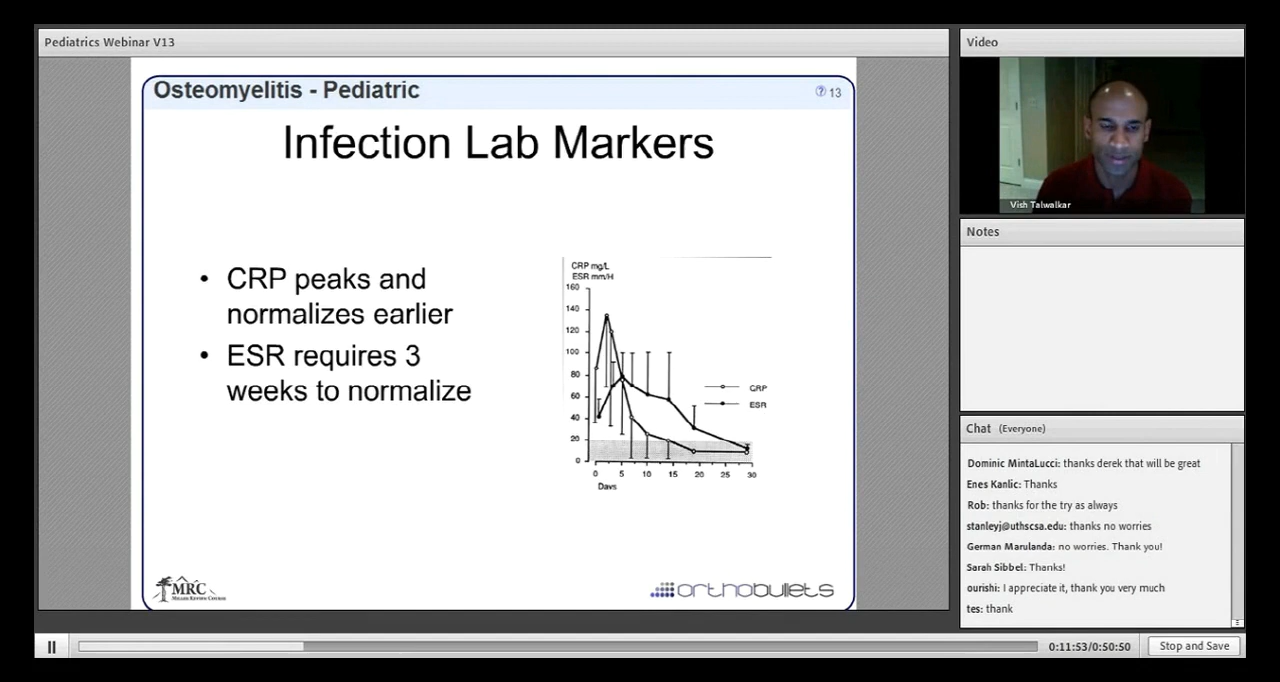 Pediatrics Webinar V13
Osteomyelitis - Pediatric
? 13
Infection Lab Markers
• CRP peaks and
normalizes earlier
• ESR requires 3
weeks to normalize
CRP mg/L
ESR mm/H
160
140
120
100
80
60
40
20
0
0 5 10 15 20 25 30
Days
CRP
ESR
MRC
MILLER REVIEW COURSE
orthobullets
Video
Vish Talwalkar
Notes
Chat (Everyone)
Dominic MintaLucci: thanks derek that will be great
Enes Kanlic: Thanks
Rob: thanks for the try as always
stanleyj@uthscsa.edu: thanks no worries
German Marulanda: no worries. Thank you!
Sarah Sibbel: Thanks!
ourishi: I appreciate it, thank you very much
tes: thank
0:11:53/0:50:50
Stop and Save